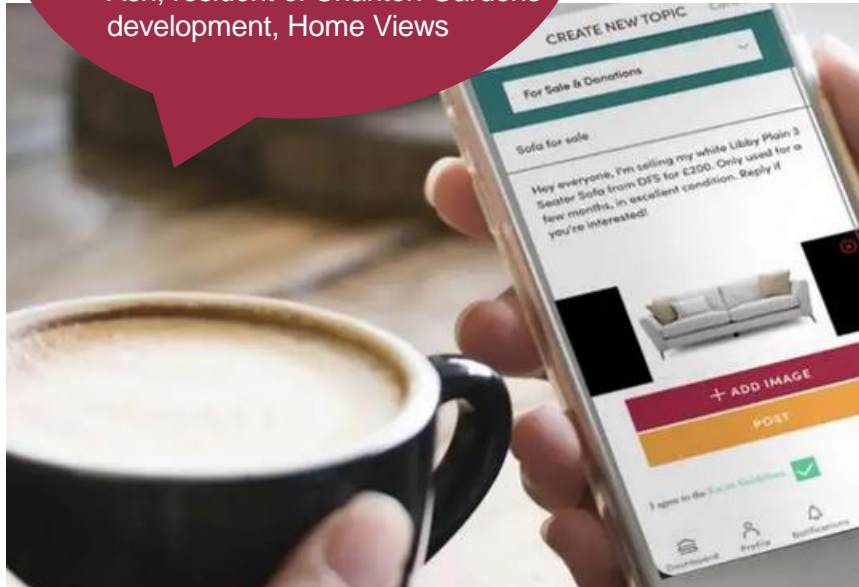 development, Home Views
CREATE NEW TOPIC
For Sale & Donations
Sofa for sale
Hey everyone, I'm selling my white Libby Plain 3
Seater Sofa from DFS for £200. Only used for a
few months, in excellent condition. Reply if
you're interested!
+ ADD IMAGE
POST
I agree to the Forum Guidelines
Dashboard
Profile
Notifications